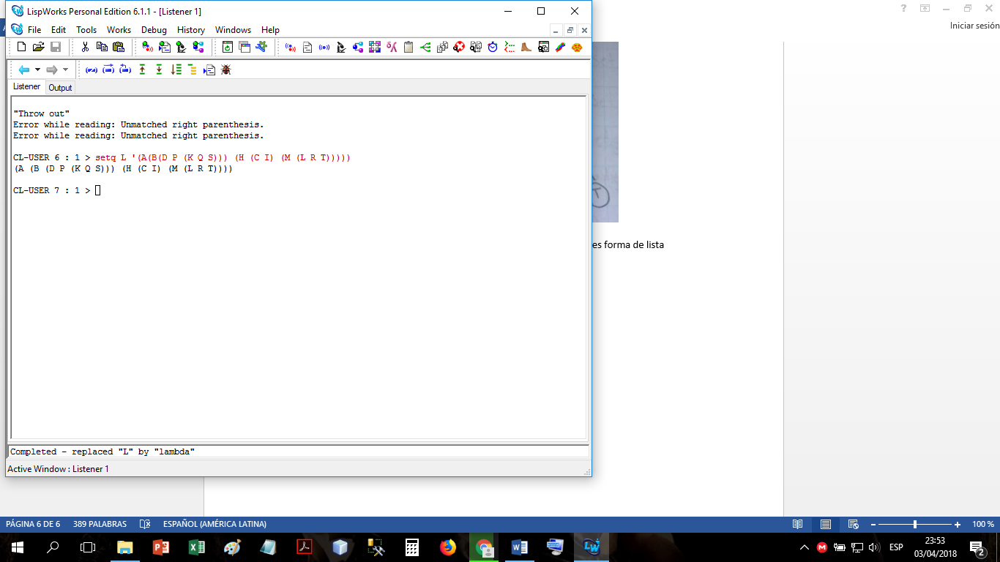 LispWorks Personal Edition 6.1.1 - [Listener 1]
Iniciar sesión
File Edit Tools Works Debug History Windows Help
Listener Output
"Throw out"
Error while reading: Unmatched right parenthesis.
Error while reading: Unmatched right parenthesis.
CL-USER 6 : 1 > setq L '(A(B(D P (K Q S))) (H (C I) (M (L R T)))))
(A (B (D P (K Q S))) (H (C I) (M (L R T))))
CL-USER 7 : 1 >
T
es forma de lista
Completed - replaced "L" by "lambda"
Active Window : Listener 1
PÁGINA 6 DE 6 389 PALABRAS ESPAÑOL (AMÉRICA LATINA) 100 %
ESP 23:53
03/04/2018 2